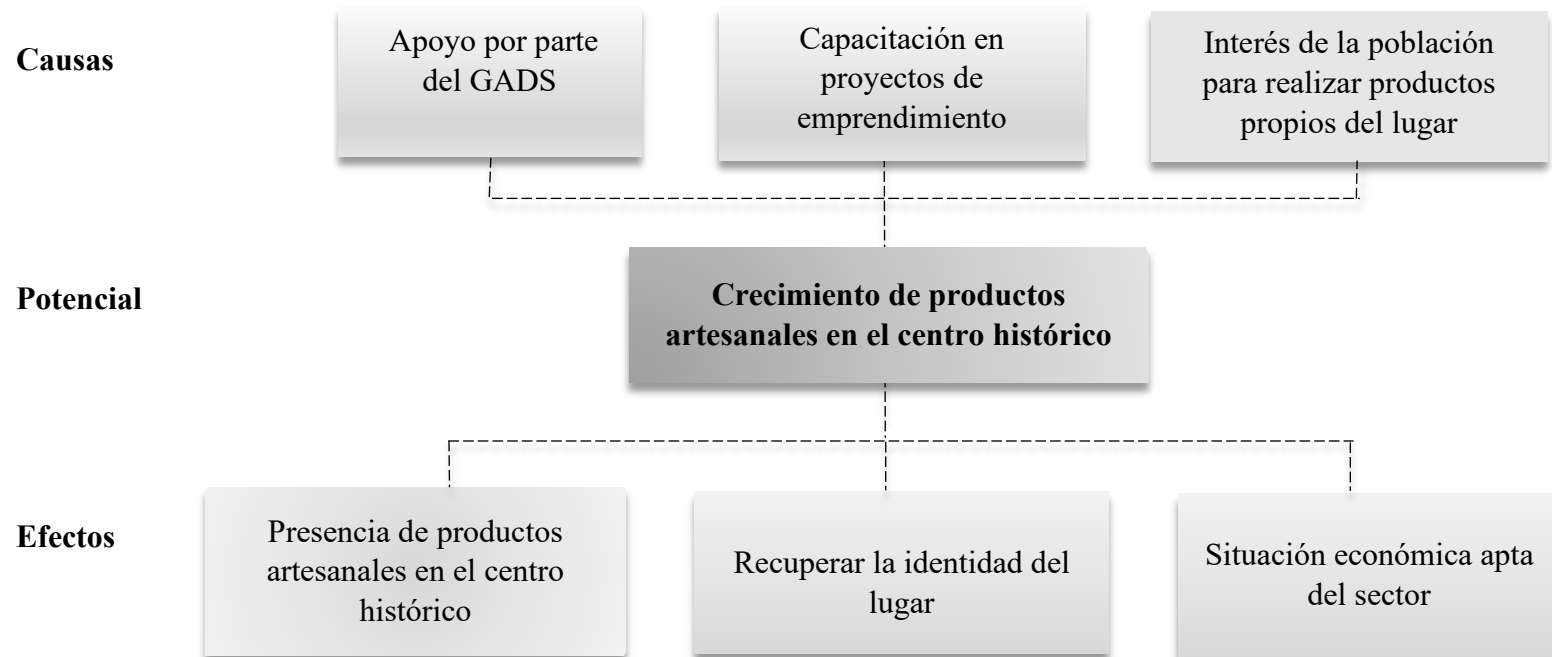 Causas
Apoyo por parte
del GADS
Capacitación en
proyectos de
emprendimiento
Interés de la población
para realizar productos
propios del lugar
Potencial
Crecimiento de productos
artesanales en el centro histórico
Efectos
Presencia de productos
artesanales en el centro
histórico
Recuperar la identidad del
lugar
Situación económica apta
del sector